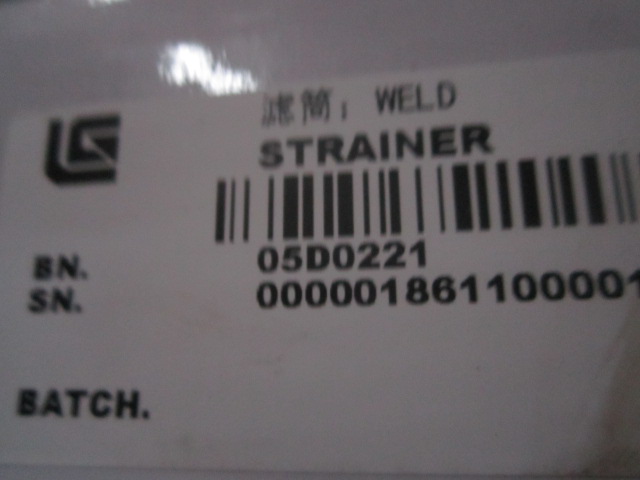 滤筒; WELD
STRAINER
BN. 05D0221
SN. 000001861100001
BATCH.